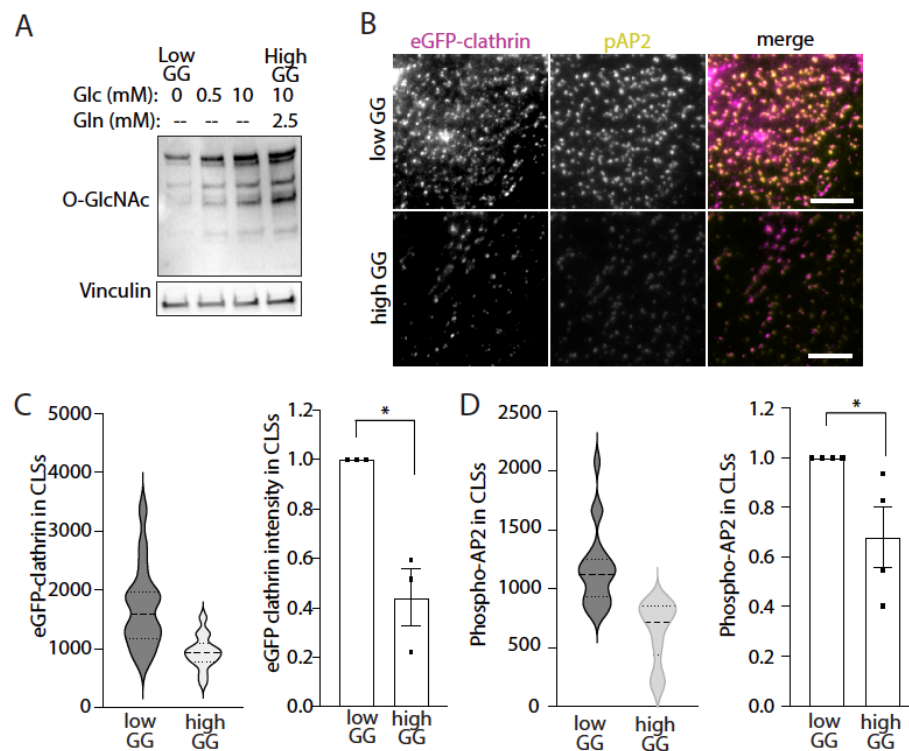 A
Low GG
High GG
Glc (mM): 0 0.5 10 10
Gln (mM): -- -- -- 2.5
O-GlcNAc
Vinculin
B
eGFP-clathrin pAP2 merge
low GG
high GG
C
eGFP-clathrin in CLSs
5000
4000
3000
2000
1000
0
low GG
high GG
eGFP clathrin intensity in CLSs
1.2
1.0
0.8
0.6
0.4
0.2
0.0
*
low GG
high GG
D
Phospho-AP2 in CLSs
2500
2000
1500
1000
500
0
low GG
high GG
Phospho-AP2 in CLSs
1.2
1.0
0.8
0.6
0.4
0.2
0.0
*
low GG
high GG